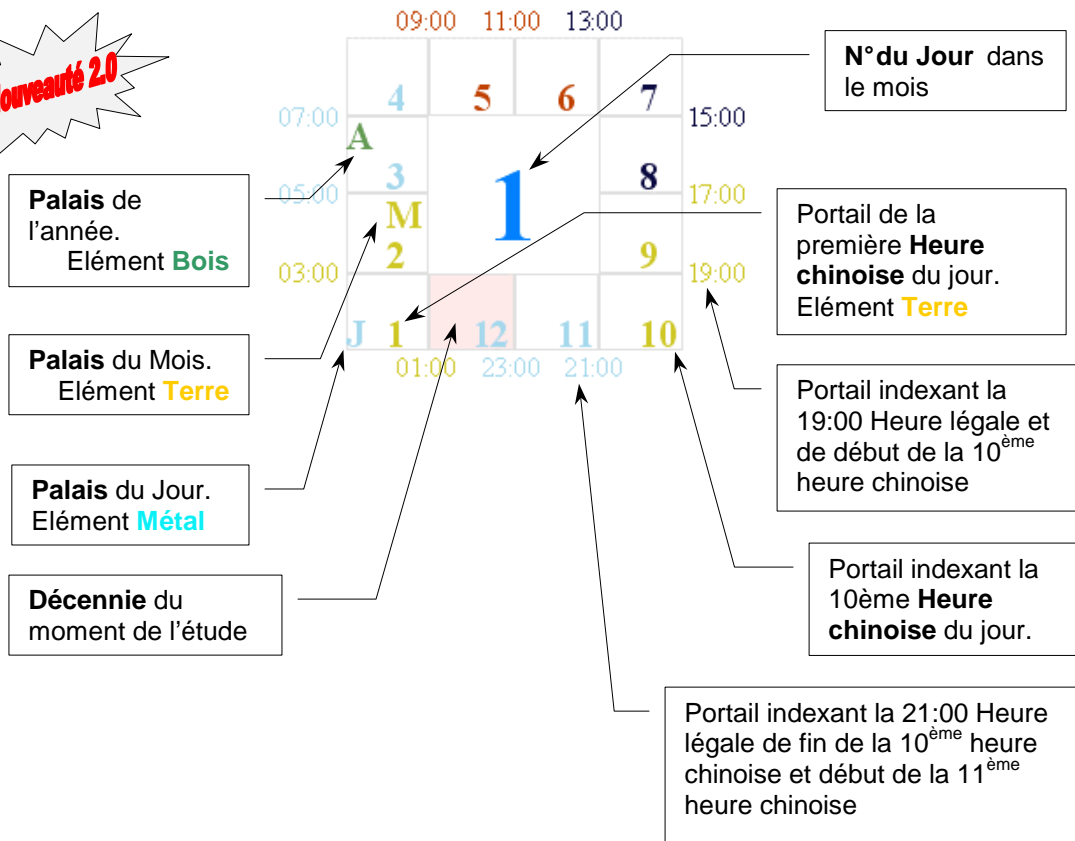 09:00 11:00 13:00
Nouveauté 2.0
N°du Jour dans
le mois
4 5 6 7
07:00
15:00
A
3
1
8
05:00
17:00
M
2
9
03:00
19:00
J 1 12 11 10
01:00 23:00 21:00
Palais de
l'année.
Elément Bois
Palais du Mois.
Elément Terre
Palais du Jour.
Elément Métal
Décennie du
moment de l'étude
Portail de la
première Heure
chinoise du jour.
Elément Terre
Portail indexant la
19:00 Heure légale et
de début de la 10ème
heure chinoise
Portail indexant la
10ème Heure
chinoise du jour.
Portail indexant la 21:00 Heure
légale de fin de la 10ème heure
chinoise et début de la 11ème
heure chinoise